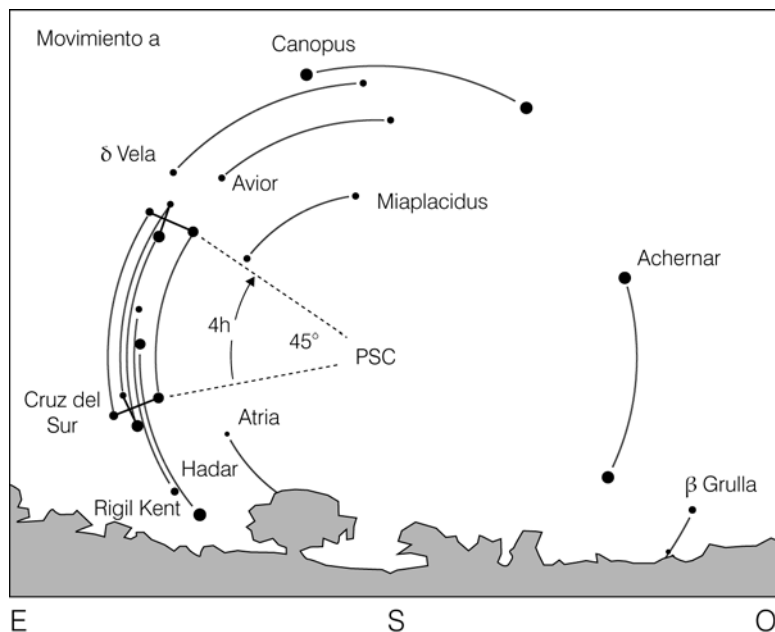 Movimiento a
Canopus
δ Vela
Avior
Miaplacidus
Achernar
4h
45°
PSC
Cruz del
Sur
Atria
Hadar
Rigil Kent
β Grulla
E
S
O